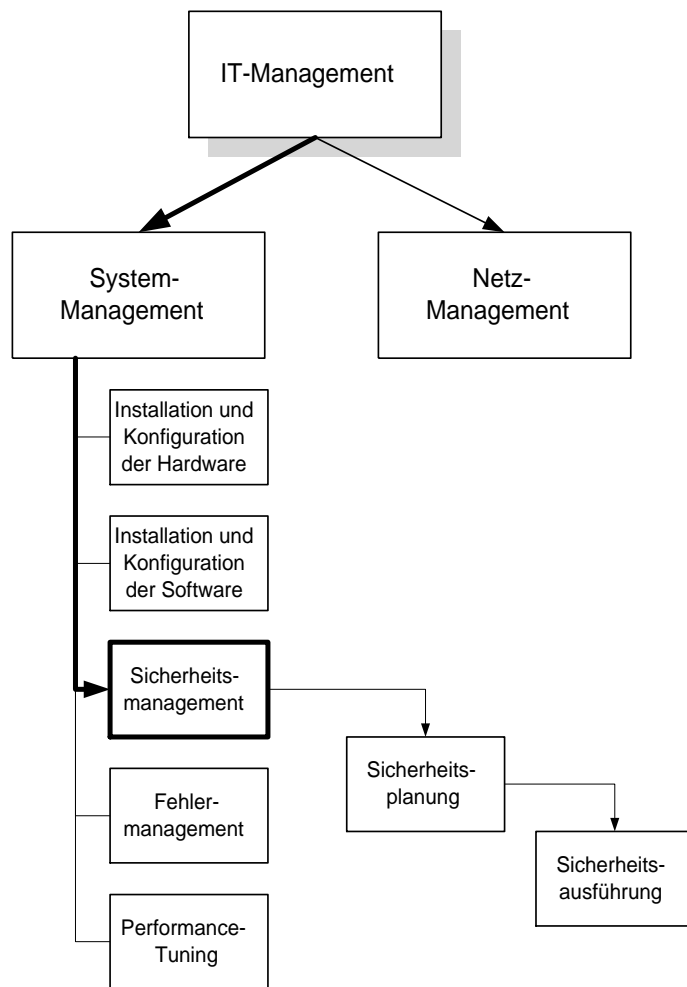 IT-Management
System-
Management
Netz-
Management
Installation und
Konfiguration
der Hardware
Installation und
Konfiguration
der Software
Sicherheits-
management
Sicherheits-
planung
Fehler-
management
Sicherheits-
ausführung
Performance-
Tuning